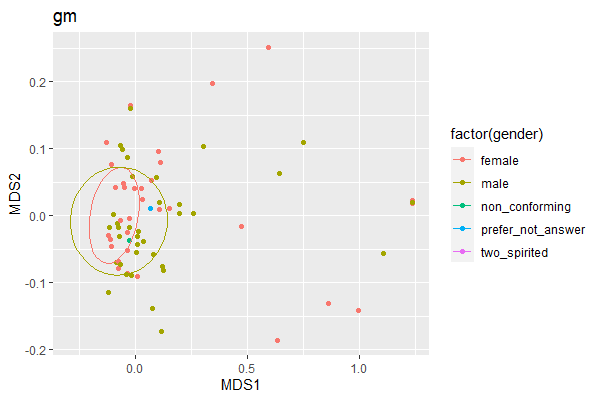 gm
MDS2
0.2
0.1
0.0
-0.1
-0.2
0.0 0.5 1.0
MDS1
factor(gender)
female
male
non_conforming
prefer_not_answer
two_spirited